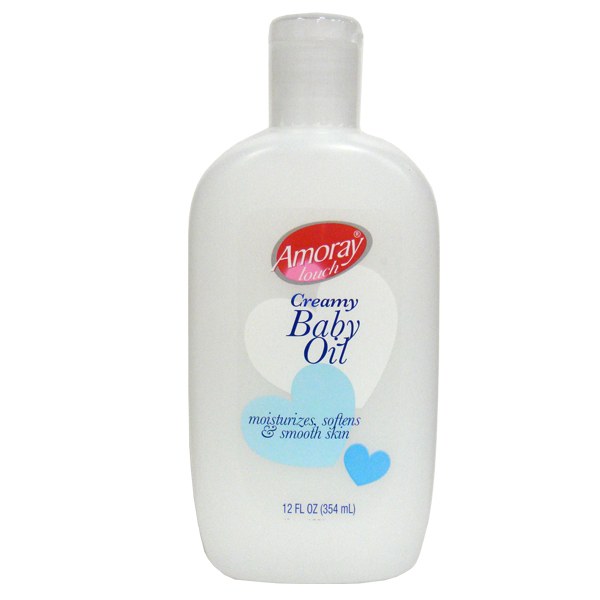 Amoray®
touch
Creamy
Baby
Oil
moisturizes, softens
& smooth skin
12 FL OZ (354 mL)